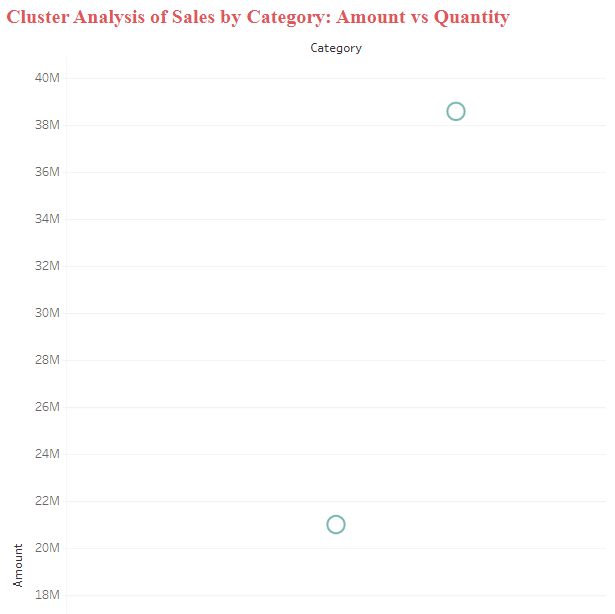 Cluster Analysis of Sales by Category: Amount vs Quantity
Category
40M
38M
36M
34M
32M
30M
28M
26M
24M
22M
20M
18M
Amount